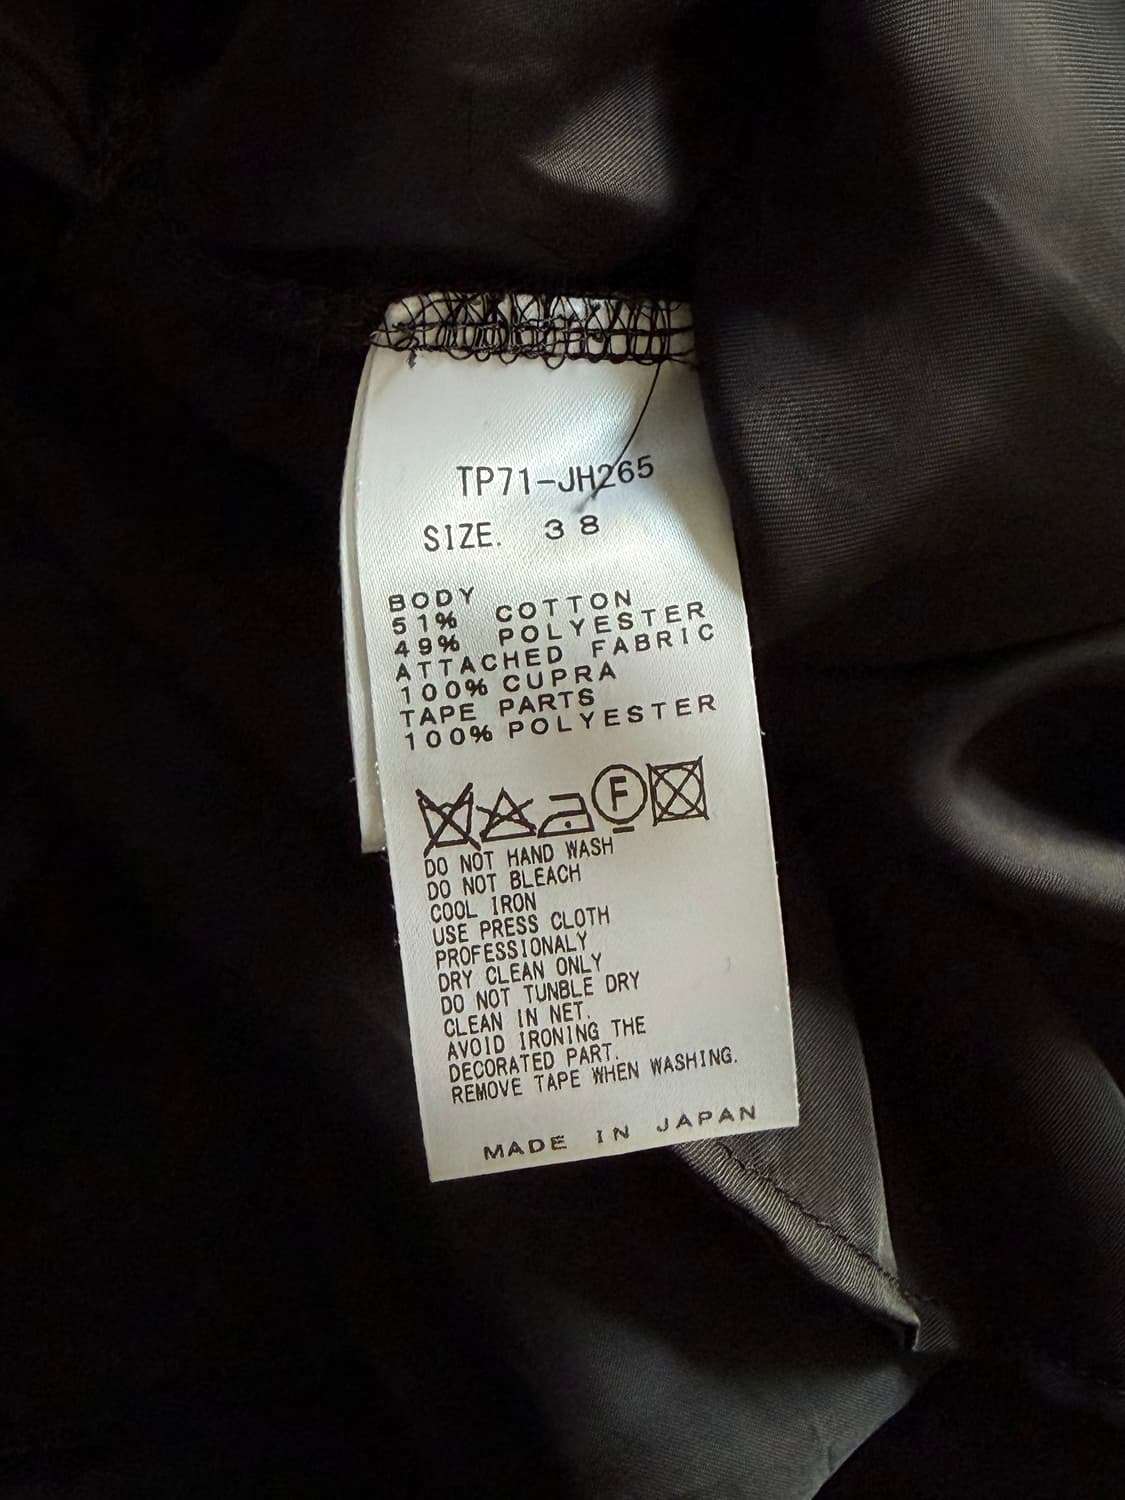 TP71-JH265
SIZE. 38
BODY
51% COTTON
49% POLYESTER
ATTACHED FABRIC
100% CUPRA
TAPE PARTS
100% POLYESTER
F
DO NOT HAND WASH
DO NOT BLEACH
COOL IRON
USE PRESS CLOTH
PROFESSIONALY
DRY CLEAN ONLY
DO NOT TUNBLE DRY
CLEAN IN NET.
AVOID IRONING THE
DECORATED PART.
REMOVE TAPE WHEN WASHING.
MADE IN JAPAN